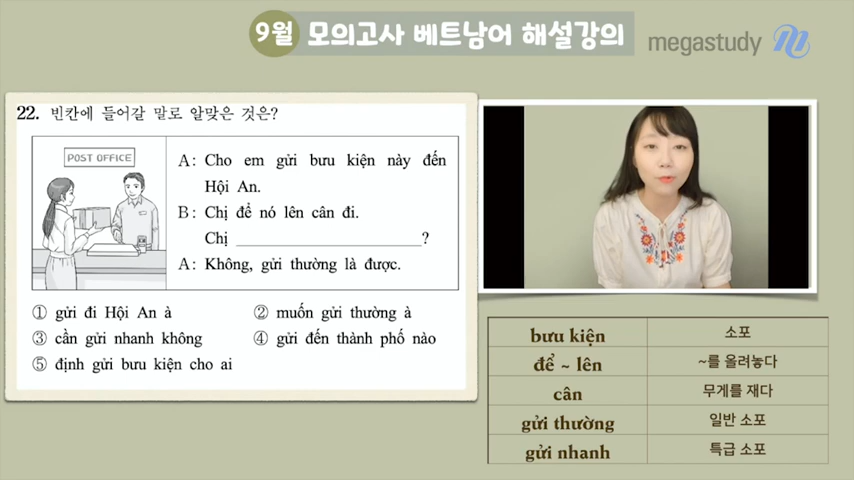 9월 모의고사 베트남어 해설강의
megastudy
22. 빈칸에 들어갈 말로 알맞은 것은?
POST OFFICE
A: Cho em gửi bưu kiện này đến
Hội An.
B: Chị để nó lên cân đi.
Chị ____________________?
A: Không, gửi thường là được.
① gửi đi Hội An à
② muốn gửi thường à
③ cần gửi nhanh không
④ gửi đến thành phố nào
⑤ định gửi bưu kiện cho ai
bưu kiện 소포
để ~ lên ~를 올려놓다
cân 무게를 재다
gửi thường 일반 소포
gửi nhanh 특급 소포